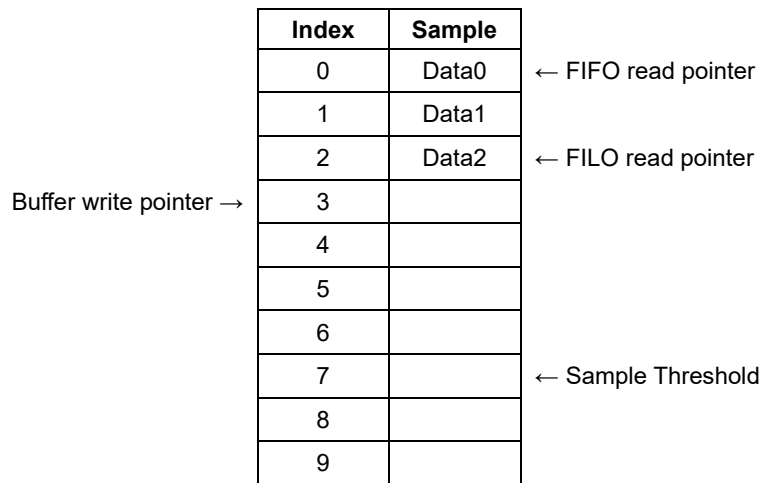 Index Sample
0 Data0 ← FIFO read pointer
1 Data1
2 Data2 ← FILO read pointer
Buffer write pointer → 3
4
5
6
7 ← Sample Threshold
8
9